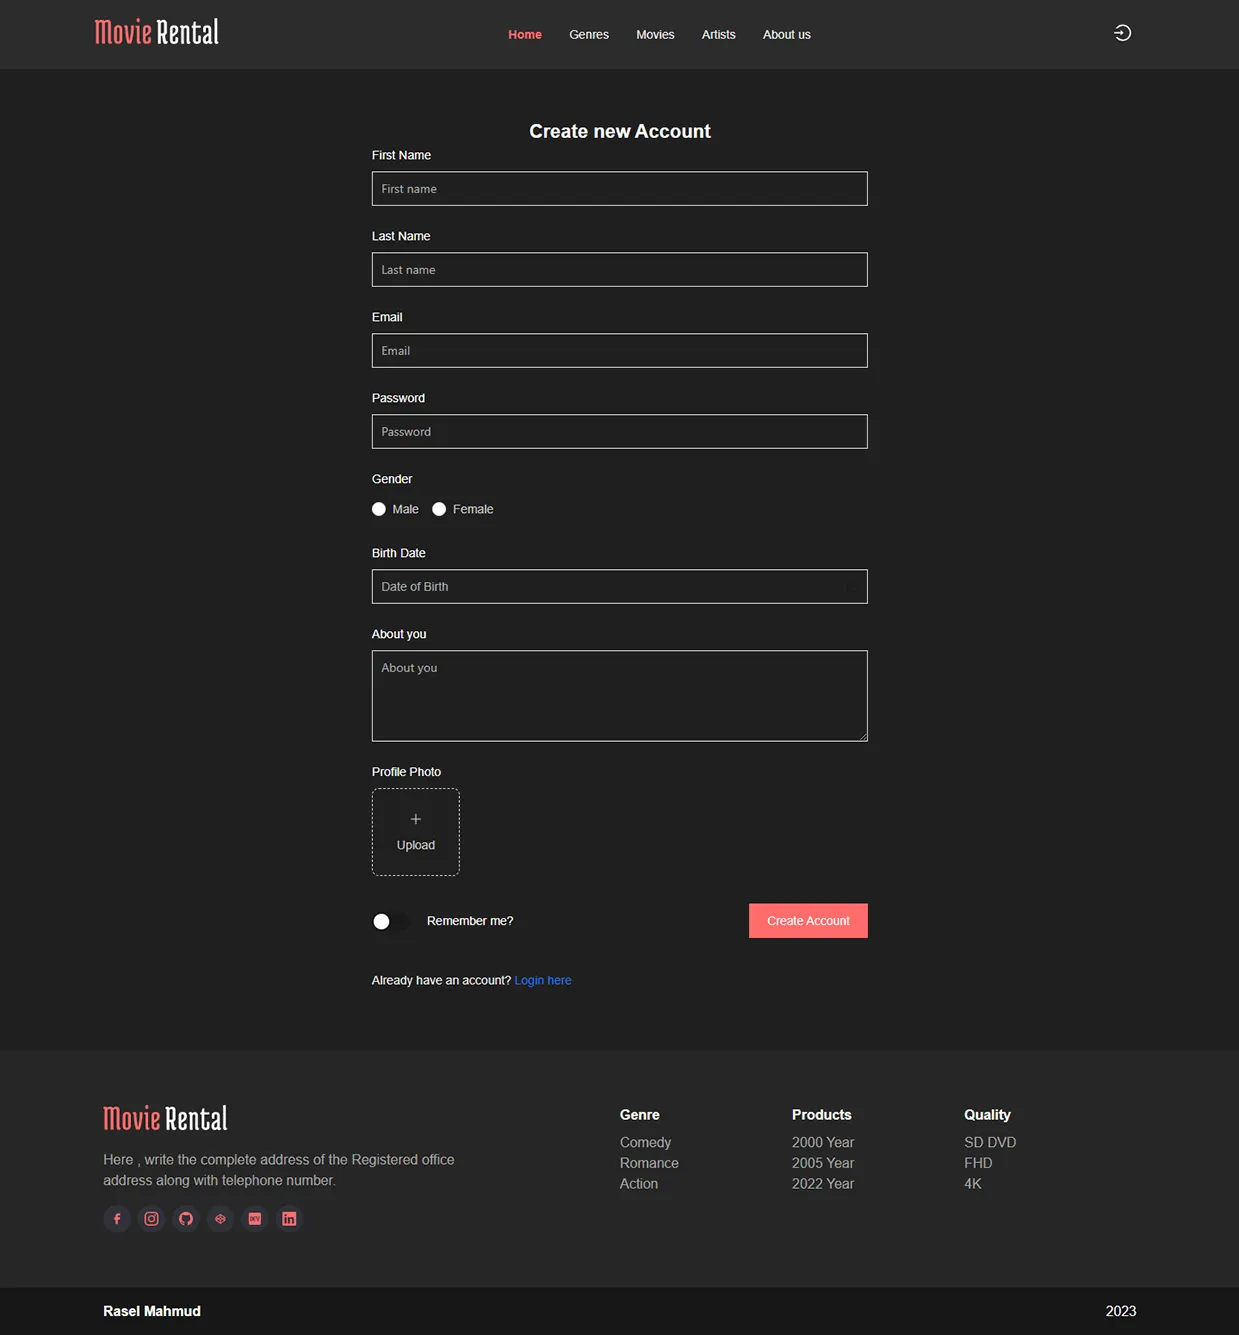 Movie Rental
Home Genres Movies Artists About us
Create new Account
First Name
First name
Last Name
Last name
Email
Email
Password
Password
Gender
Male Female
Birth Date
Date of Birth
About you
About you
Profile Photo
+
Upload
Remember me? Create Account
Already have an account? Login here
Movie Rental
Here , write the complete address of the Registered office
address along with telephone number.
Genre
Comedy
Romance
Action
Products
2000 Year
2005 Year
2022 Year
Quality
SD DVD
FHD
4K
Rasel Mahmud 2023